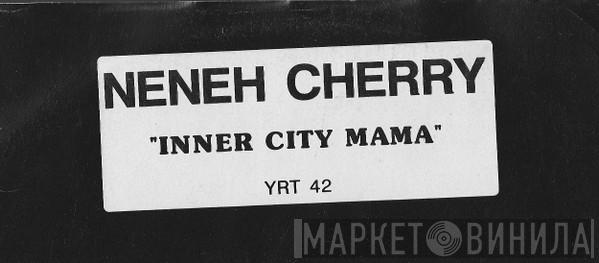 NENEH CHERRY
"INNER CITY MAMA"
YRT 42
МАРКЕТ ВИНИЛА